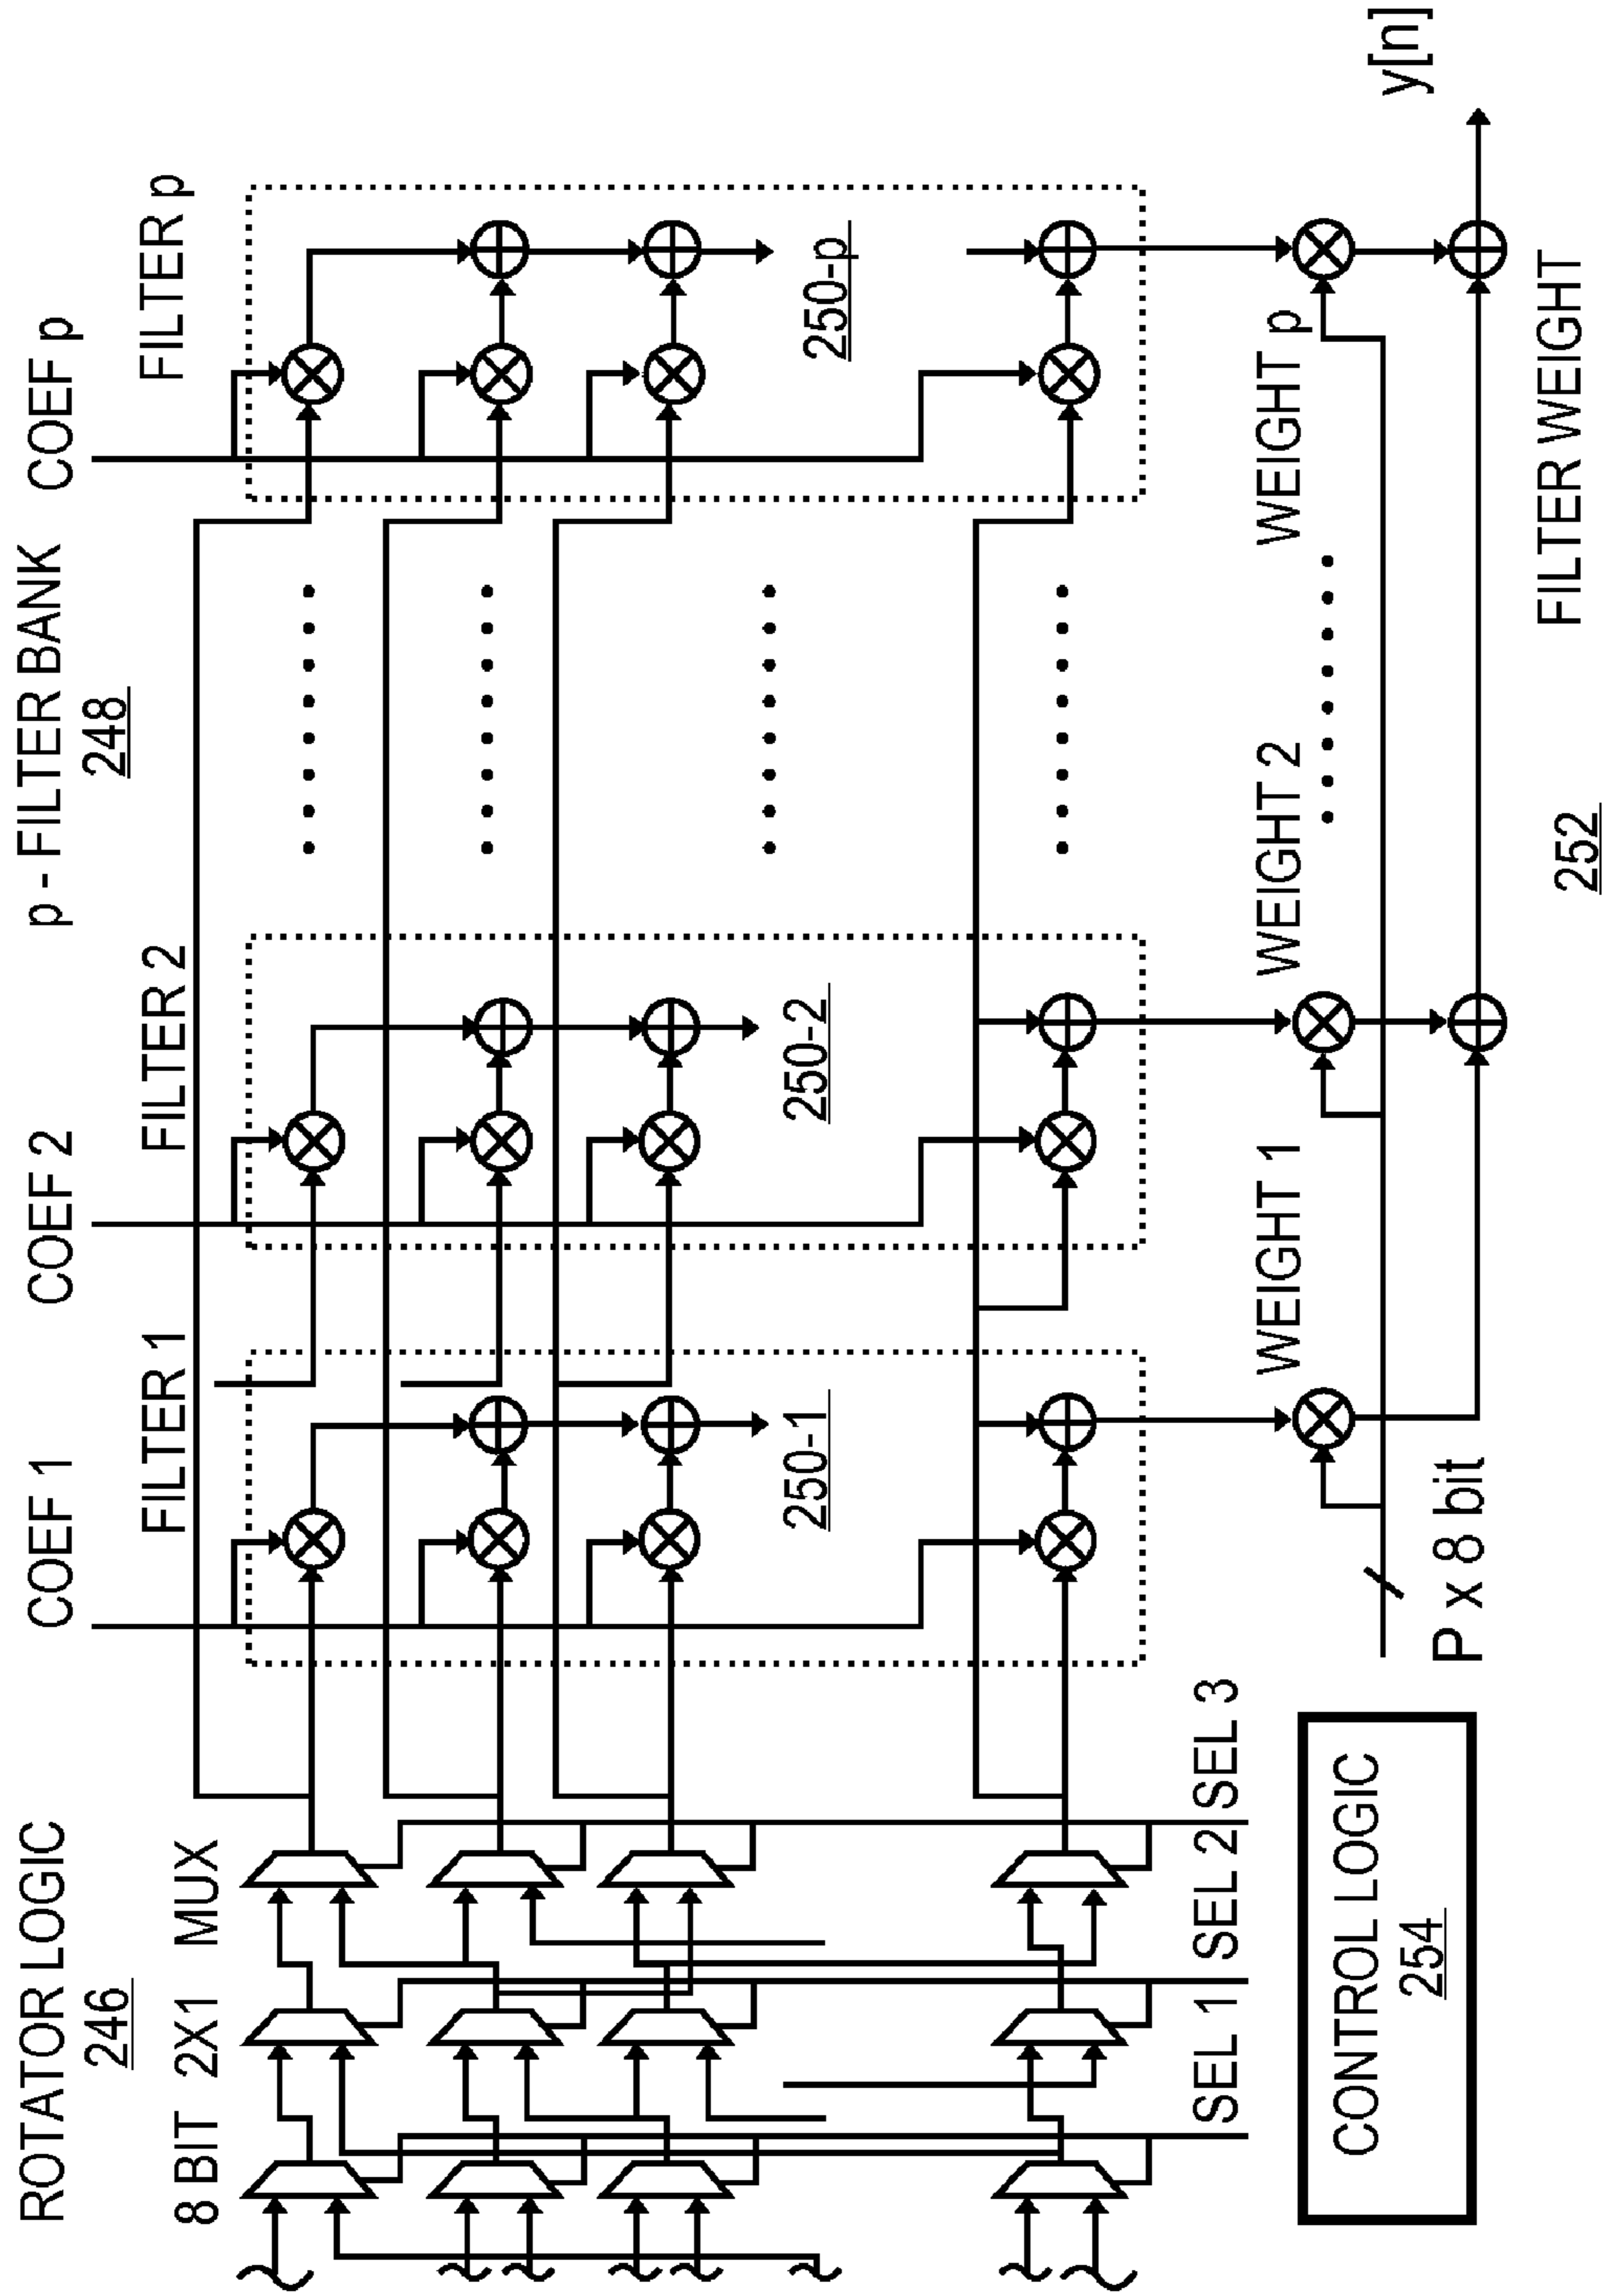 ROTATOR LOGIC
246
8 BIT 2X1 MUX
p - FILTER BANK
248
COEF 1
COEF 2
COEF p
FILTER 1
FILTER 2
FILTER p
250-1
250-2
250-p
SEL 1
SEL 2
SEL 3
WEIGHT 1
WEIGHT 2
WEIGHT p
CONTROL LOGIC
254
P x 8 bit
y[n]
252
FILTER WEIGHT